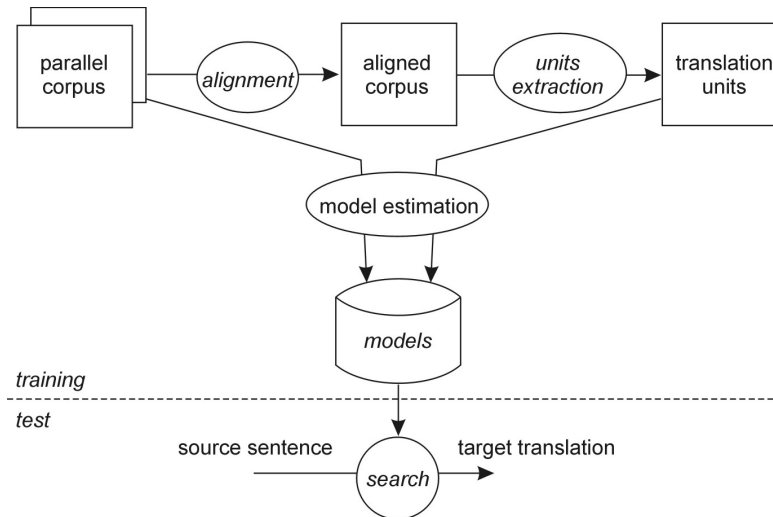 parallel
corpus
alignment
aligned
corpus
units
extraction
translation
units
model estimation
models
training
test
source sentence
search
target translation